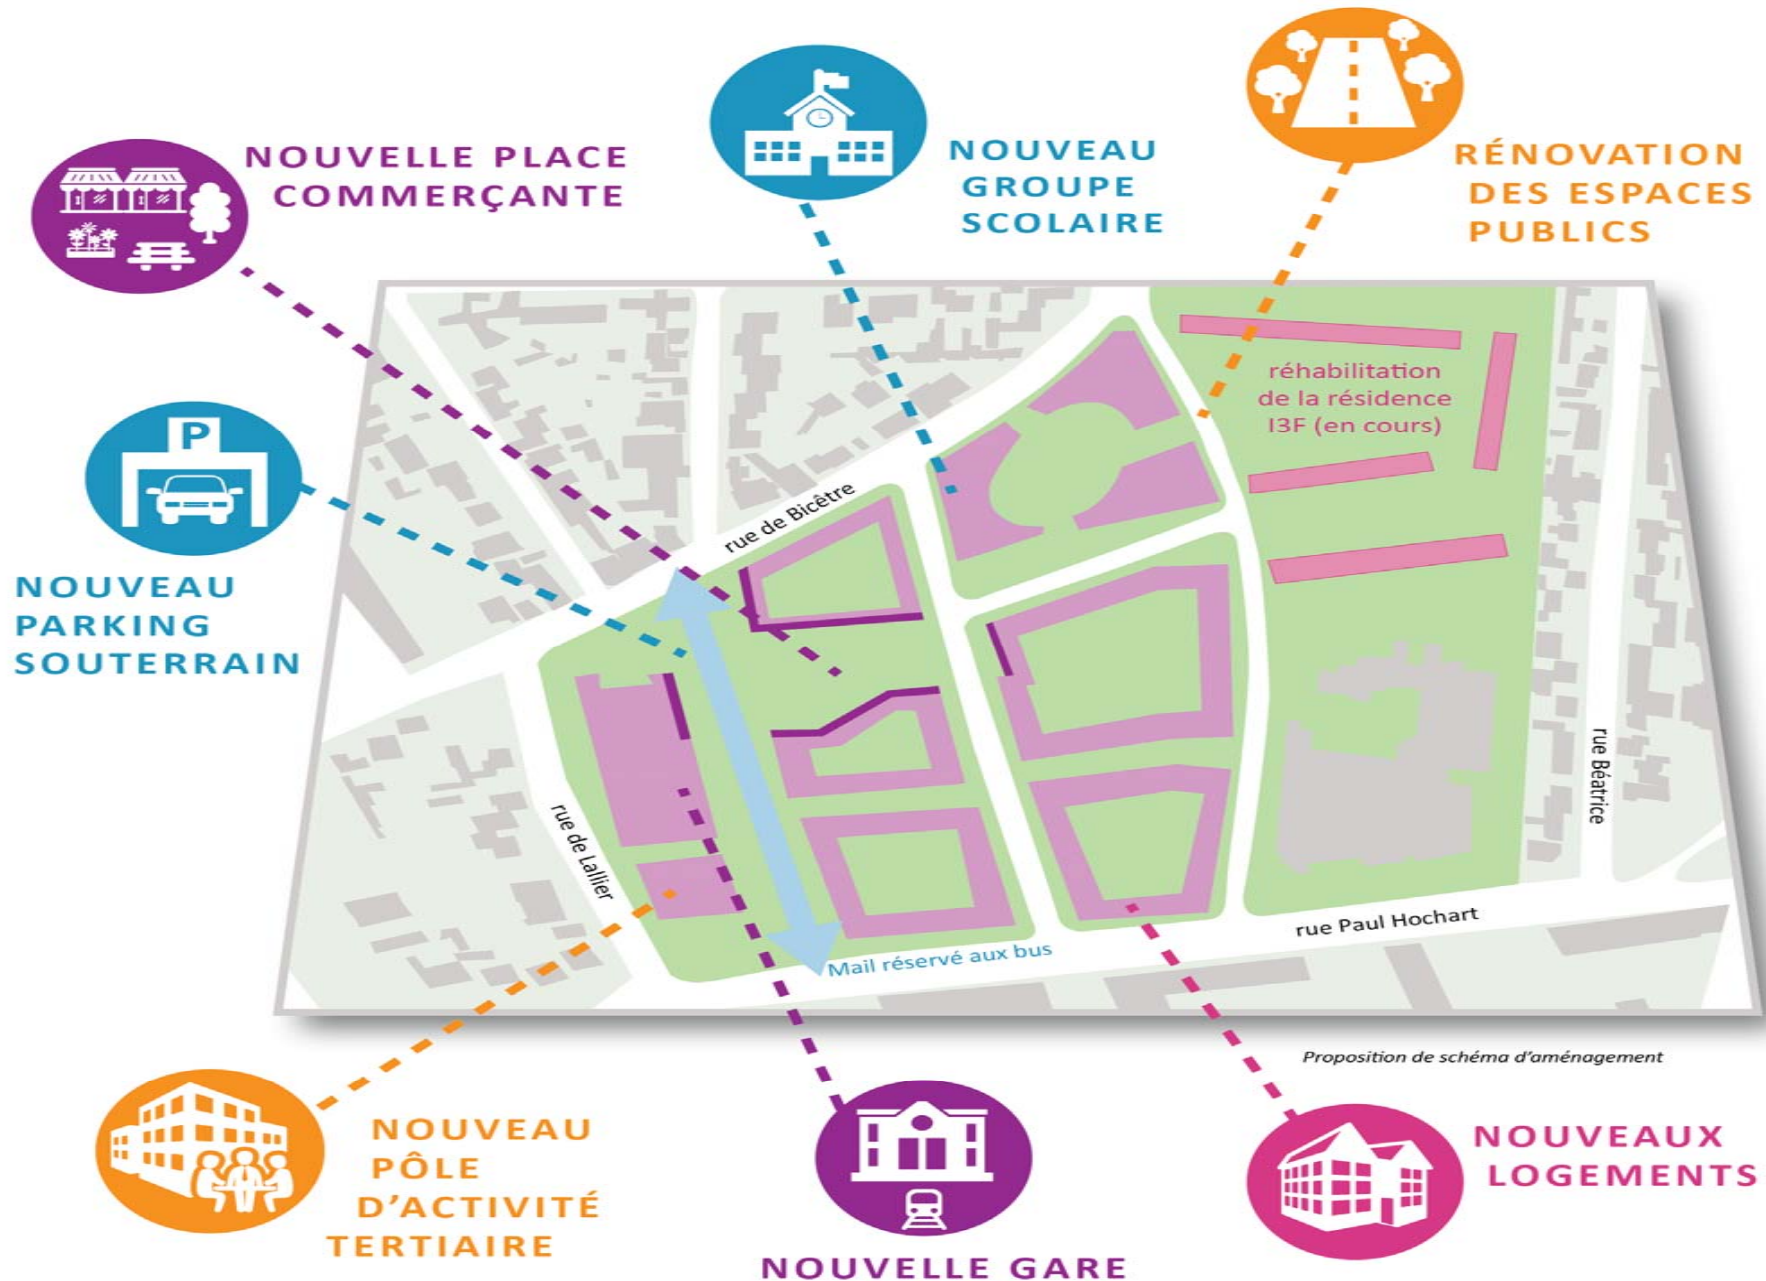 NOUVELLE PLACE
COMMERÇANTE
NOUVEAU
GROUPE
SCOLAIRE
RÉNOVATION
DES ESPACES
PUBLICS
P
NOUVEAU
PARKING
SOUTERRAIN
réhabilitation
de la résidence
I3F (en cours)
rue de Bicêtre
rue de Lallier
rue Béatrice
rue Paul Hochart
Mail réservé aux bus
Proposition de schéma d'aménagement
NOUVEAU
PÔLE
D'ACTIVITÉ
TERTIAIRE
NOUVELLE GARE
NOUVEAUX
LOGEMENTS